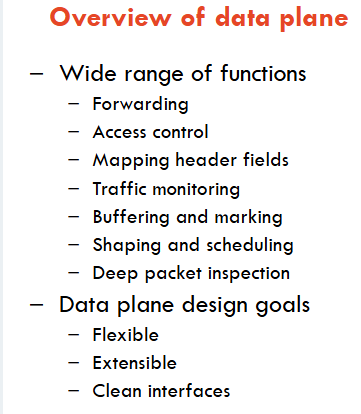 Overview of data plane
– Wide range of functions
– Forwarding
– Access control
– Mapping header fields
– Traffic monitoring
– Buffering and marking
– Shaping and scheduling
– Deep packet inspection
– Data plane design goals
– Flexible
– Extensible
– Clean interfaces